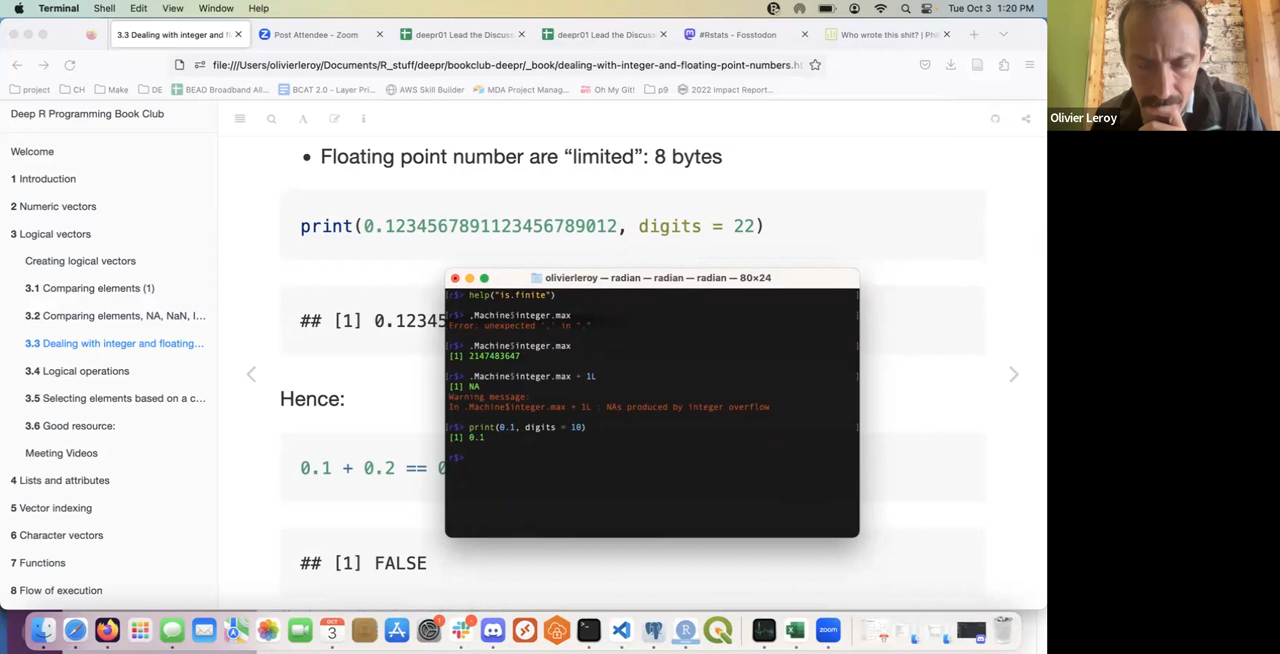 Terminal Shell Edit View Window Help
Tue Oct 3 1:20 PM
3.3 Dealing with integer and fl
Post Attendee - Zoom
deepr01 Lead the Discuss
deepr01 Lead the Discuss
#Rstats - Fosstodon
Who wrote this shit? | Phil
file:///Users/olivierleroy/Documents/R_stuff/deepr/bookclub-deepr/_book/dealing-with-integer-and-floating-point-numbers.ht
project
CH
Make
DE
BEAD Broadband All...
BCAT 2.0 - Layer Pri...
AWS Skill Builder
MDA Project Manag...
Oh My Git!
p9
2022 Impact Report...
Olivier Leroy
Deep R Programming Book Club
Welcome
1 Introduction
2 Numeric vectors
3 Logical vectors
Creating logical vectors
3.1 Comparing elements (1)
3.2 Comparing elements, NA, NaN, I...
3.3 Dealing with integer and floating...
3.4 Logical operations
3.5 Selecting elements based on a c...
3.6 Good resource:
Meeting Videos
4 Lists and attributes
5 Vector indexing
6 Character vectors
7 Functions
8 Flow of execution
• Floating point number are “limited”: 8 bytes
print(0.1234567891123456789012, digits = 22)
## [1] 0.12345
Hence:
0.1 + 0.2 == 0
## [1] FALSE
olivierleroy — radian — radian — radian — 80×24
r$> help("is.finite")
r$> ,Machine$integer.max
Error: unexpected ',' in ","
r$> .Machine$integer.max
[1] 2147483647
r$> .Machine$integer.max + 1L
[1] NA
Warning message:
In .Machine$integer.max + 1L : NAs produced by integer overflow
r$> print(0.1, digits = 10)
[1] 0.1
r$>
OCT
3
zoom